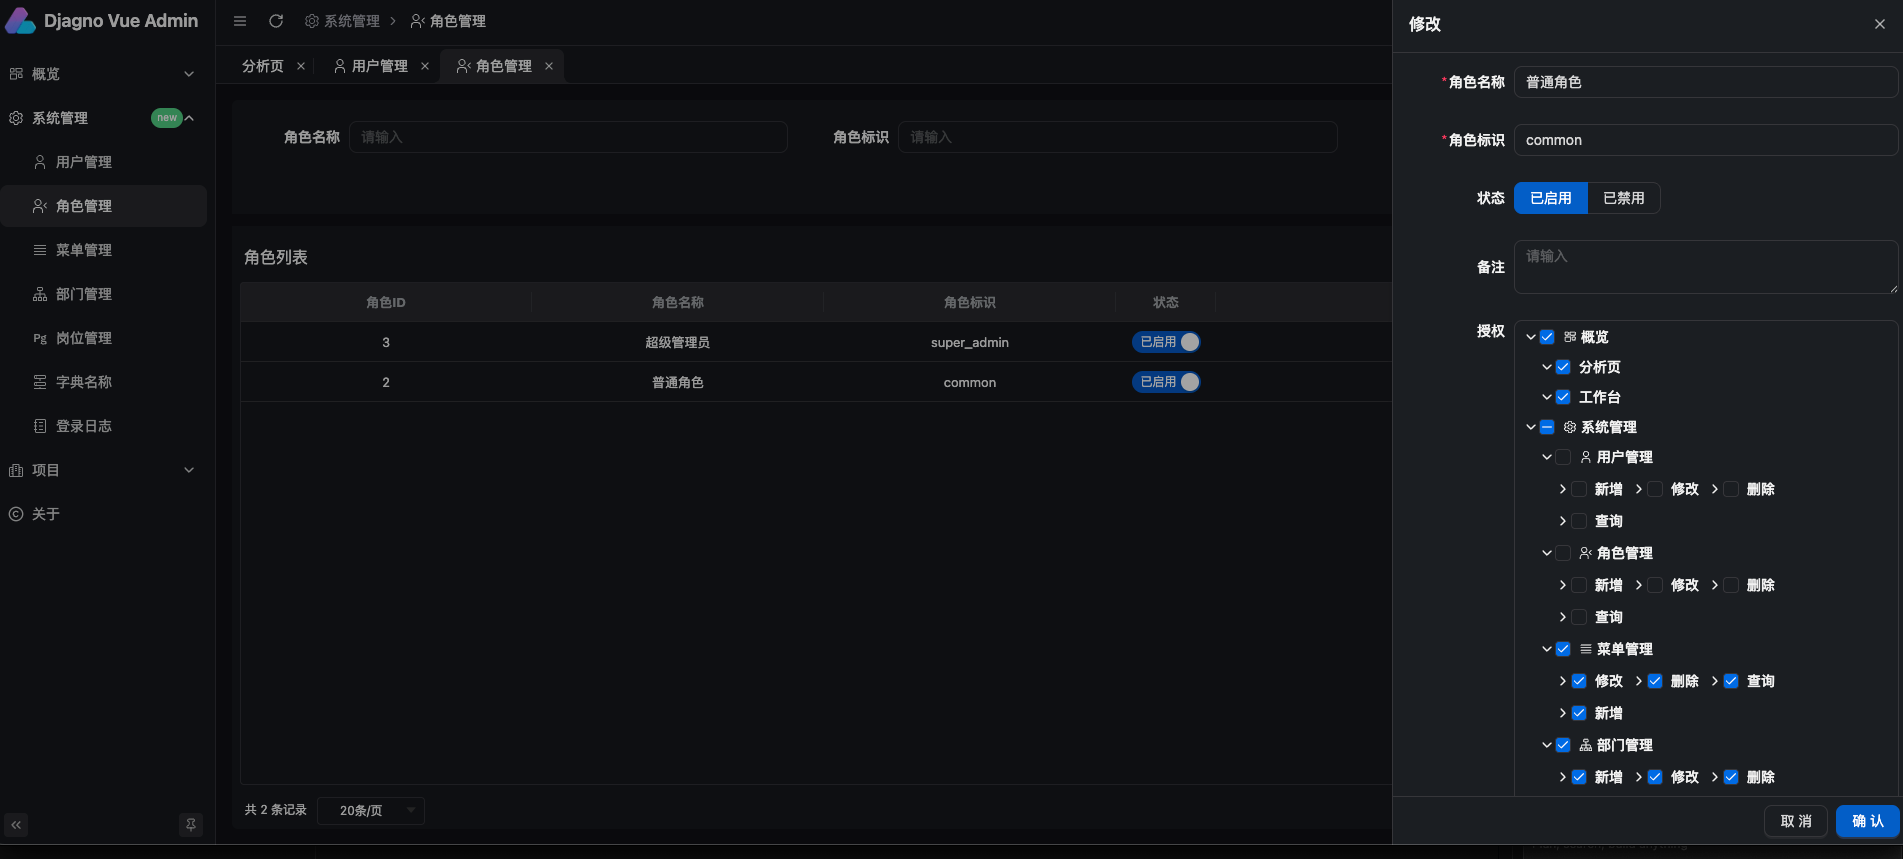 Djagno Vue Admin
概览
系统管理 new
用户管理
角色管理
菜单管理
部门管理
Pg 岗位管理
字典名称
登录日志
项目
关于
系统管理 > 角色管理
分析页 × 用户管理 × 角色管理 ×
角色名称 请输入 角色标识 请输入
角色列表
角色ID 角色名称 角色标识 状态
3 超级管理员 super_admin 已启用
2 普通角色 common 已启用
共 2 条记录 20条/页
修改
*角色名称 普通角色
*角色标识 common
状态 已启用 已禁用
备注 请输入
授权 概览
分析页
工作台
系统管理
用户管理
新增 修改 删除
查询
角色管理
新增 修改 删除
查询
菜单管理
修改 删除 查询
新增
部门管理
新增 修改 删除
取 消 确 认